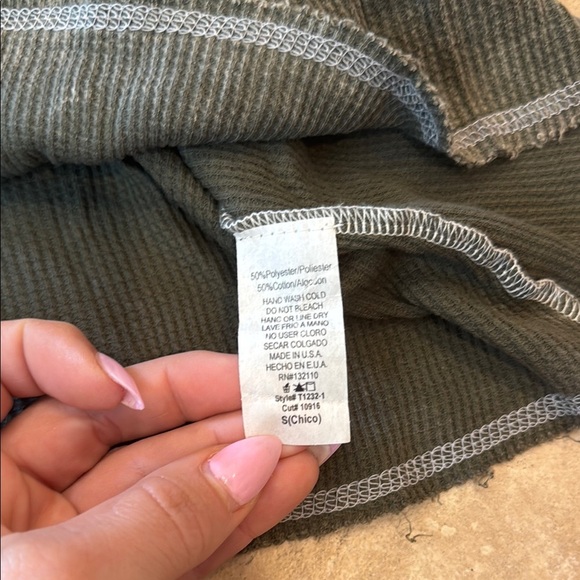 50%Polyester/Poliester
50%Cotton/Algodon
HAND WASH COLD
DO NOT BLEACH
HANG OR LINE DRY
LAVE FRIO A MANO
NO USER CLORO
SECAR COLGADO
MADE IN U.S.A.
HECHO EN E.U.A.
RN#132110
Style# T1232-1
Cut# 10916
S(Chico)